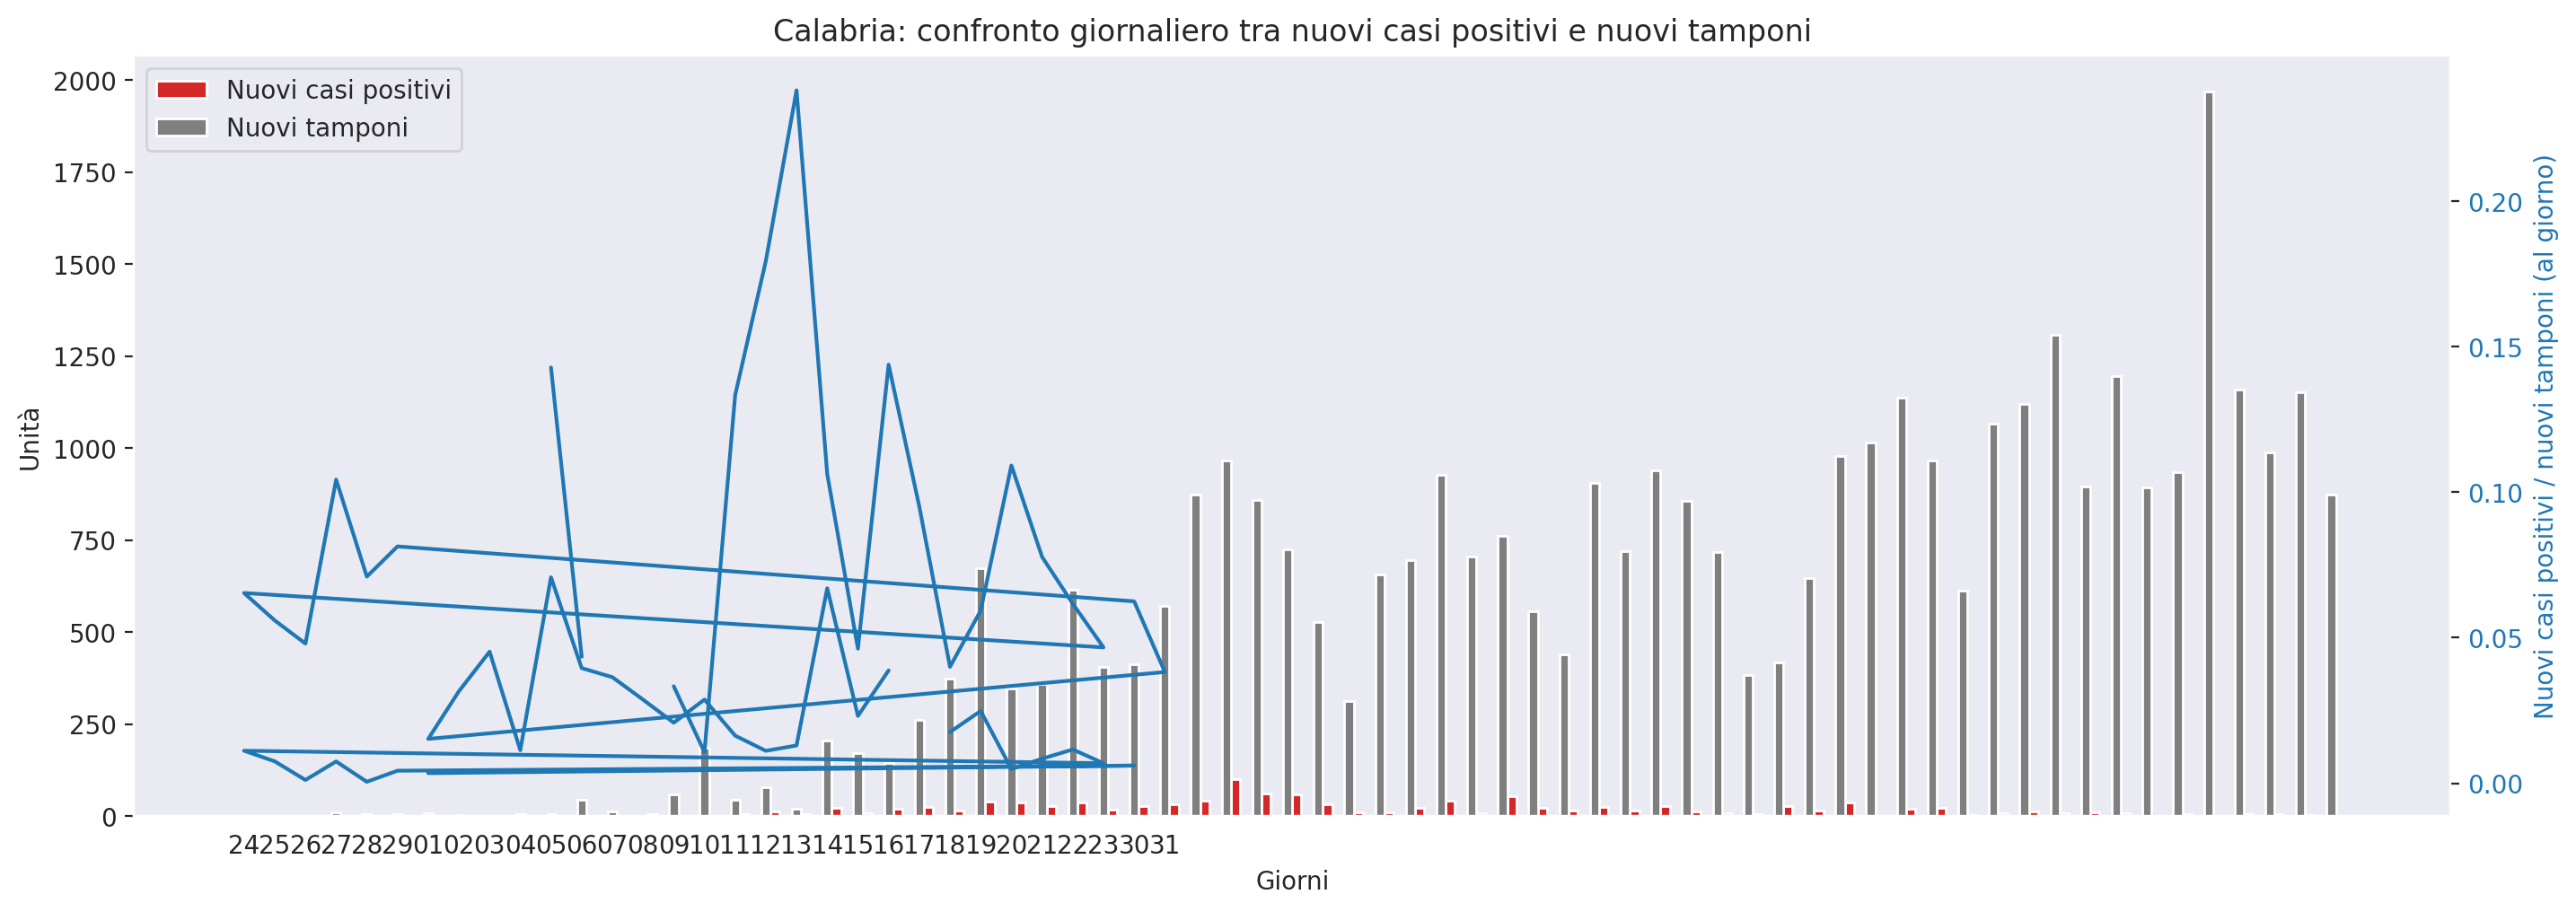 Calabria: confronto giornaliero tra nuovi casi positivi e nuovi tamponi
Nuovi casi positivi
Nuovi tamponi
2000
1750
1500
1250
1000
750
500
250
0
Unità
0.20
0.15
0.10
0.05
0.00
Nuovi casi positivi / nuovi tamponi (al giorno)
24252627282901020304050607080910111213141516171819202122233031
Giorni